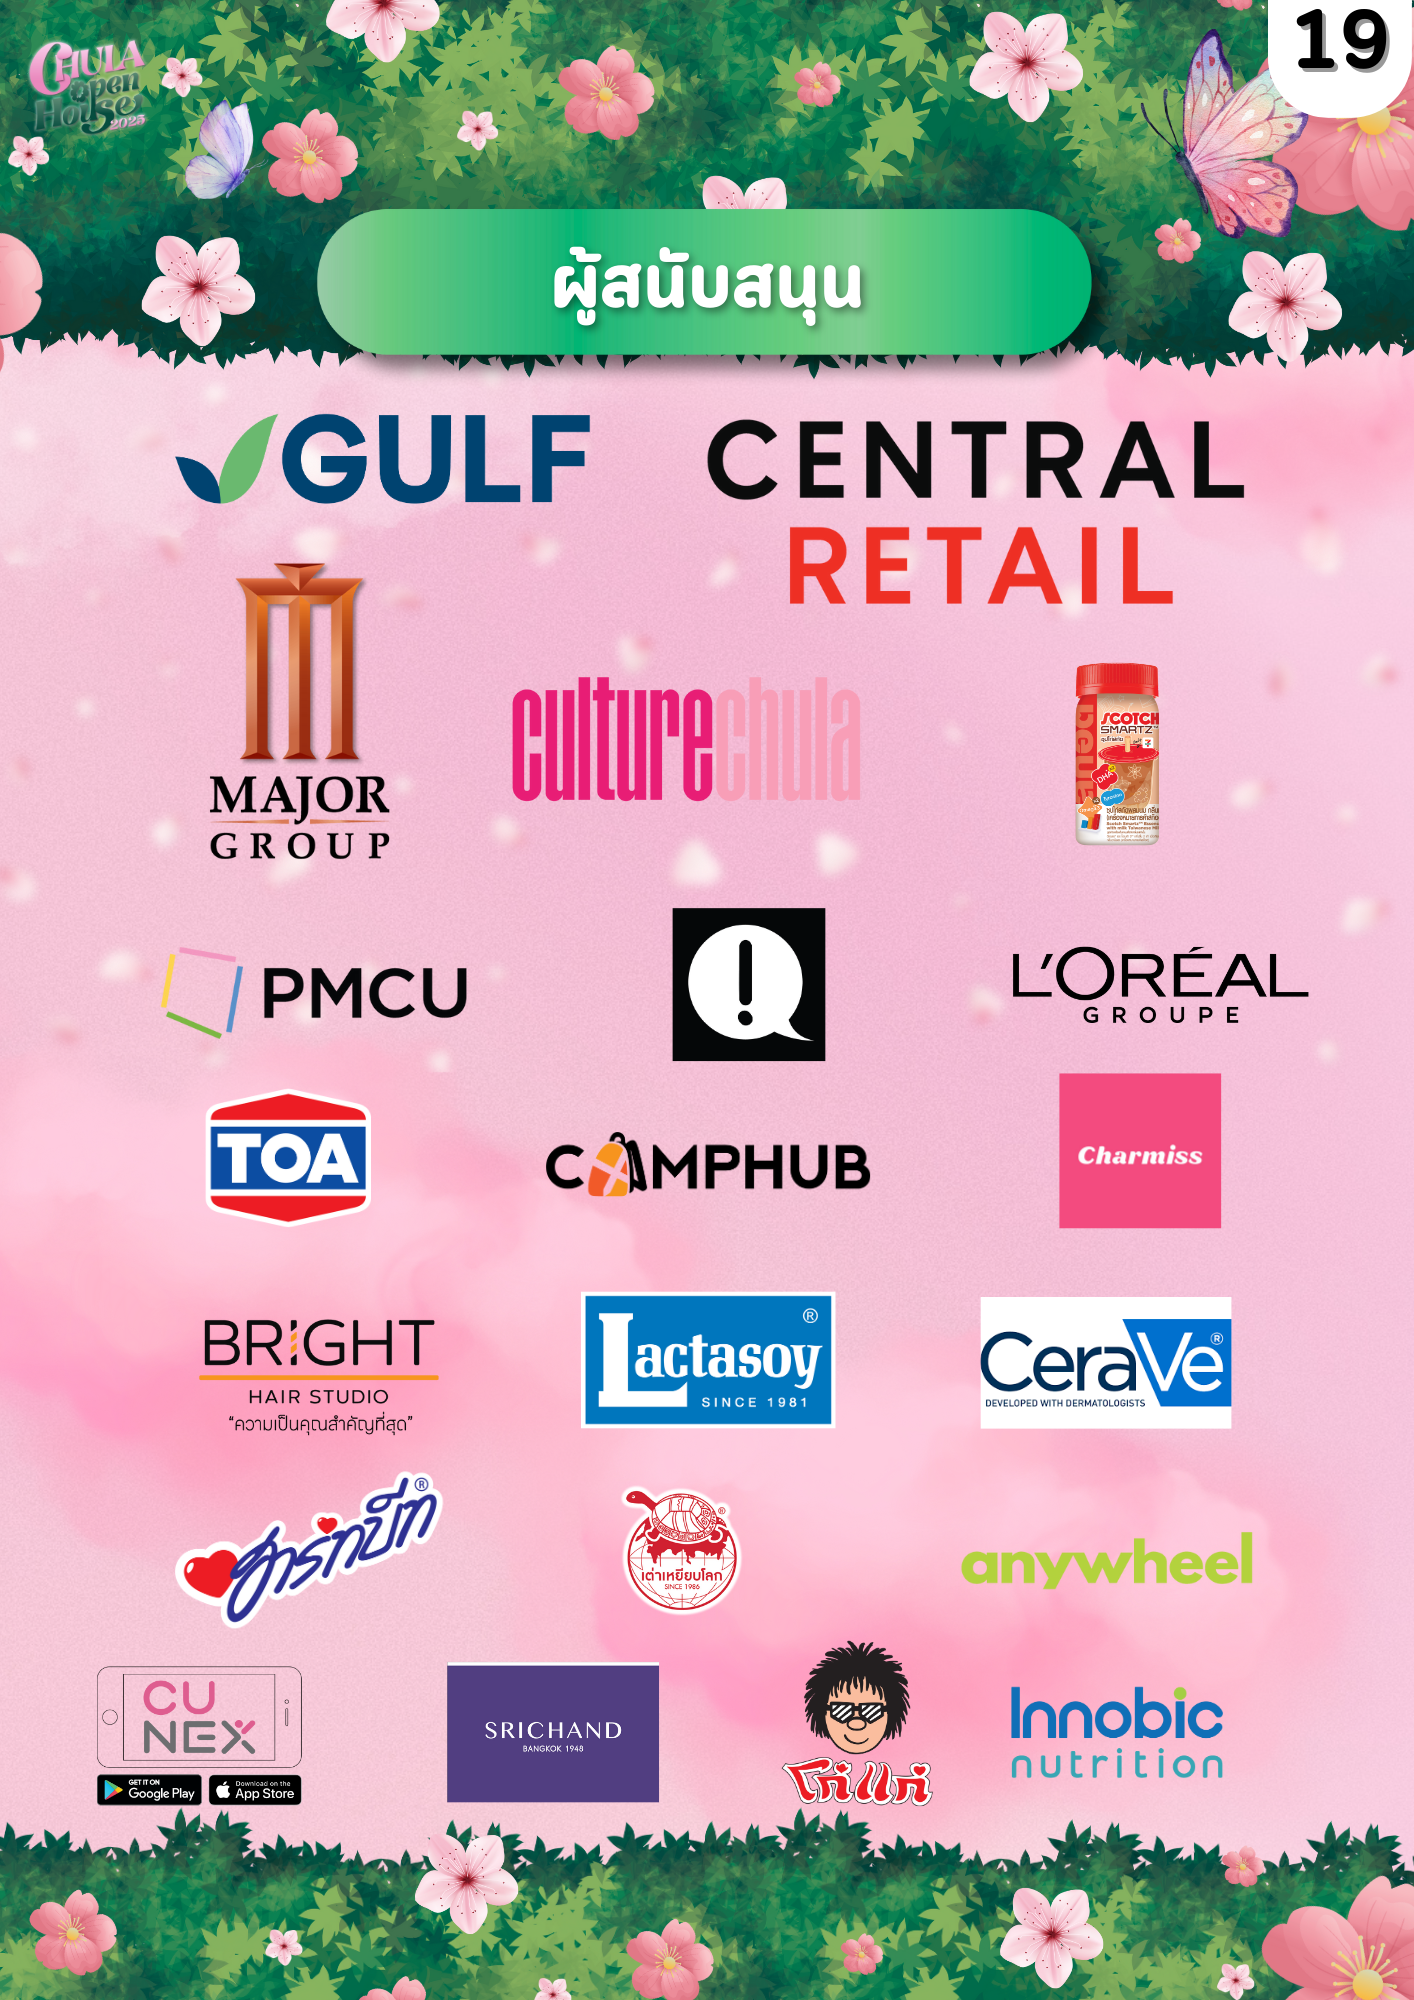 19
CHULA
Open
House
2025
ผู้สนับสนุน
GULF
CENTRAL
RETAIL
MAJOR
GROUP
culturechula
SCOTCH
SMARTZ
DHA
PMCU
!
L'ORÉAL
GROUPE
TOA
CAMPHUB
Charmiss
BRIGHT
HAIR STUDIO
“ความเป็นคุณสำคัญที่สุด”
Lactasoy ®
SINCE 1981
CeraVe ®
DEVELOPED WITH DERMATOLOGISTS
ฮารักบีท ®
เต่าเหยียบโลก
SINCE 1986
anywheel
CU
NEX
GET IT ON
Google Play
Download on the
App Store
SRICHAND
BANGKOK 1948
โก๋แก่
Innobic
nutrition